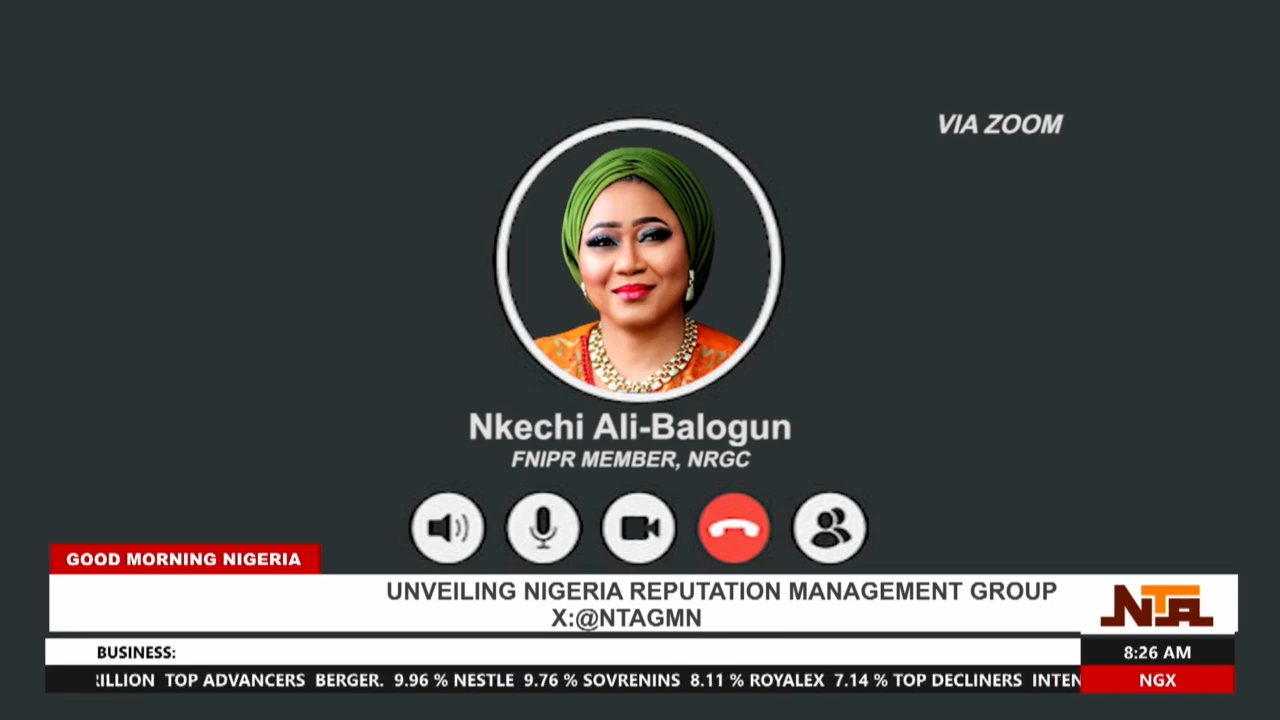 VIA ZOOM
Nkechi Ali-Balogun
FNIPR MEMBER, NRGC
GOOD MORNING NIGERIA
UNVEILING NIGERIA REPUTATION MANAGEMENT GROUP
X:@NTAGMN
NTA
BUSINESS:
8:26 AM
ILLION TOP ADVANCERS BERGER. 9.96 % NESTLE 9.76 % SOVRENINS 8.11 % ROYALEX 7.14 % TOP DECLINERS INTEN
NGX